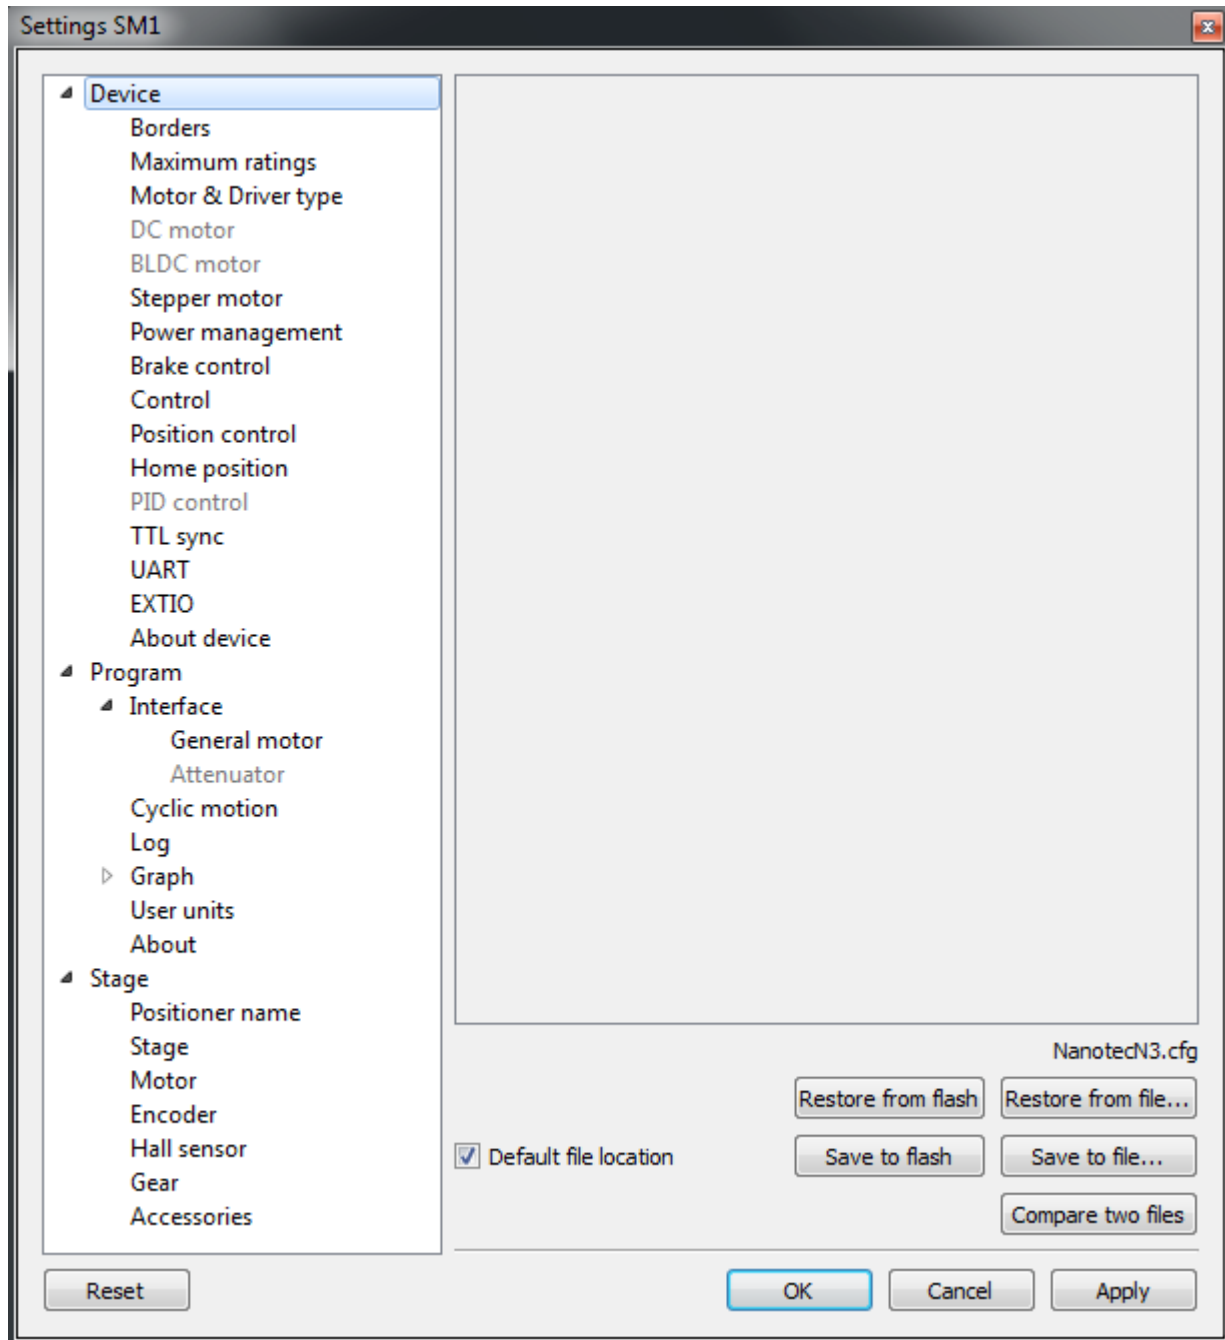 Settings SM1
Device
Borders
Maximum ratings
Motor & Driver type
DC motor
BLDC motor
Stepper motor
Power management
Brake control
Control
Position control
Home position
PID control
TTL sync
UART
EXTIO
About device
Program
Interface
General motor
Attenuator
Cyclic motion
Log
Graph
User units
About
Stage
Positioner name
Stage
Motor
Encoder
Hall sensor
Gear
Accessories
NanotecN3.cfg
Restore from flash Restore from file...
Default file location Save to flash Save to file...
Compare two files
Reset OK Cancel Apply